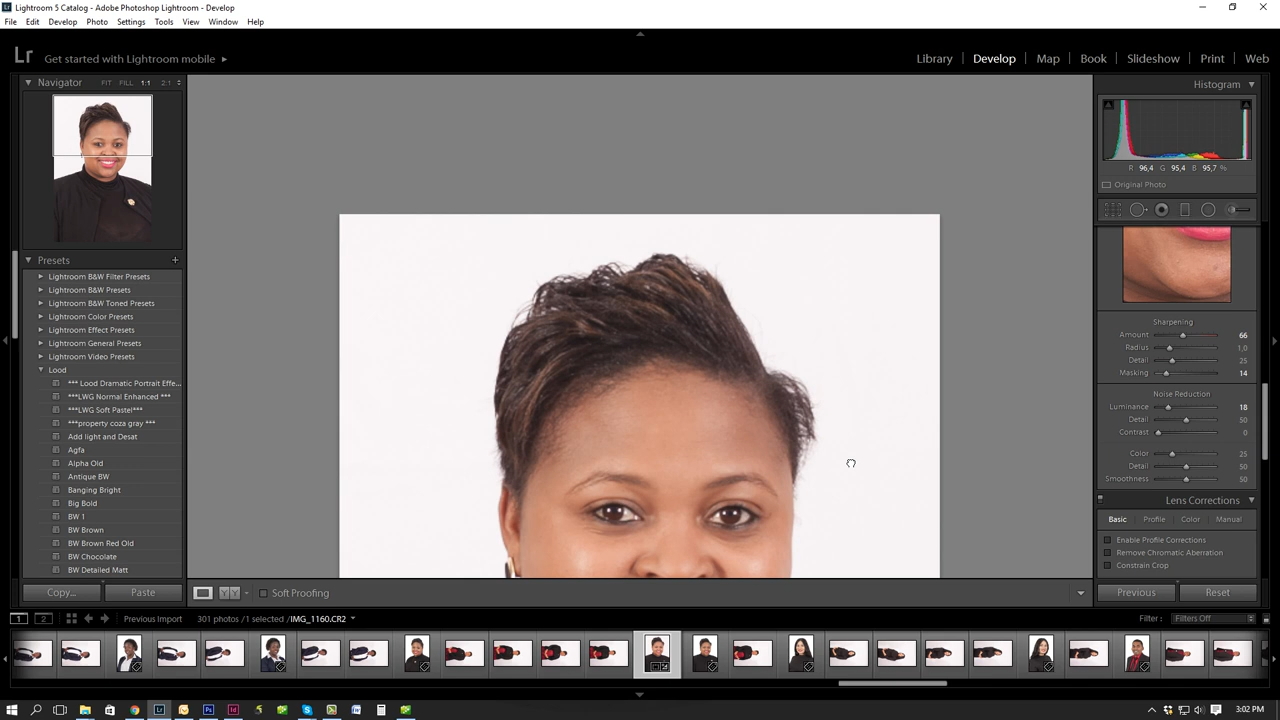 Lightroom 5 Catalog - Adobe Photoshop Lightroom - Develop
File Edit Develop Photo Settings Tools View Window Help
Lr Get started with Lightroom mobile
Library | Develop | Map | Book | Slideshow | Print | Web
Navigator FIT FILL 1:1 2:1
Presets +
Lightroom B&W Filter Presets
Lightroom B&W Presets
Lightroom B&W Toned Presets
Lightroom Color Presets
Lightroom Effect Presets
Lightroom General Presets
Lightroom Video Presets
Lood
*** Lood Dramatic Portrait Effe...
***LWG Normal Enhanced ***
***LWG Soft Pastel***
***property coza gray ***
Add light and Desat
Agfa
Alpha Old
Antique BW
Banging Bright
Big Bold
BW 1
BW Brown
BW Brown Red Old
BW Chocolate
BW Detailed Matt
Copy... Paste
Soft Proofing
Histogram
R 96,4 G 95,4 B 95,7 %
Original Photo
Sharpening
Amount 66
Radius 1,0
Detail 25
Masking 14
Noise Reduction
Luminance 18
Detail 50
Contrast 0
Color 25
Detail 50
Smoothness 50
Lens Corrections
Basic Profile Color Manual
Enable Profile Corrections
Remove Chromatic Aberration
Constrain Crop
Previous Reset
1 2 Previous Import 301 photos /1 selected /IMG_1160.CR2 Filter : Filters Off
3:02 PM